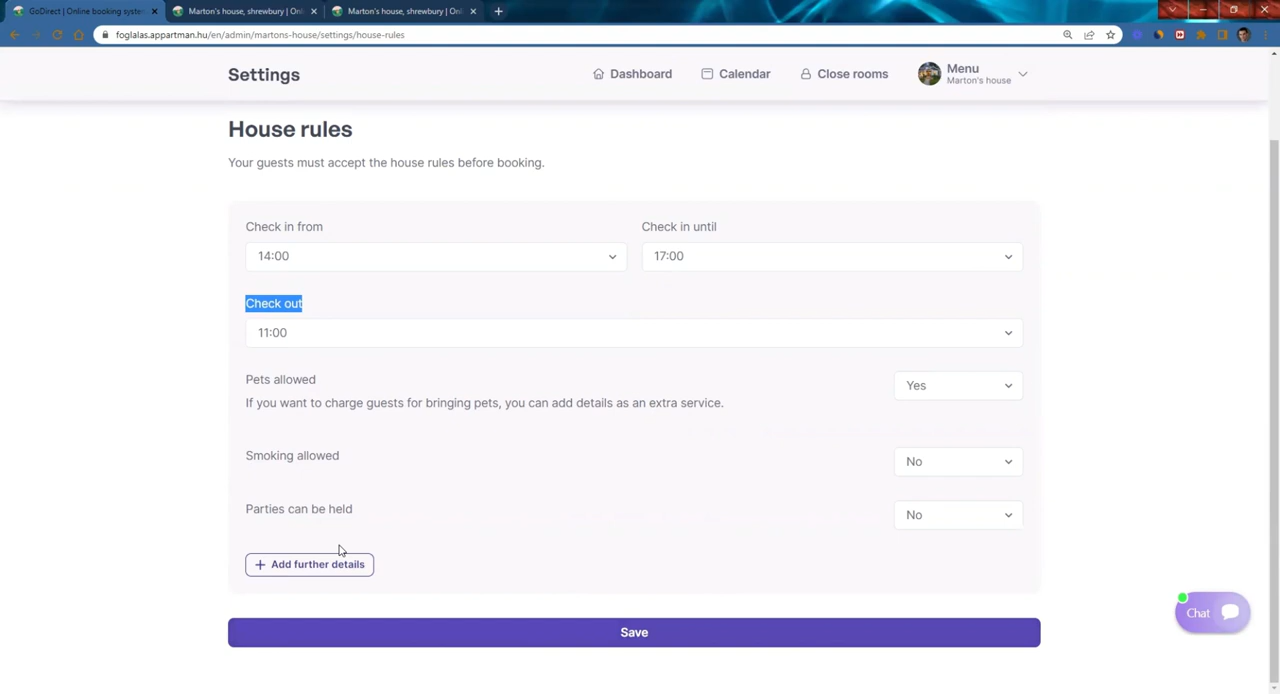 GoDirect | Online booking system
Marton's house, shrewsbury | Onl
Marton's house, shrewsbury | Onl
foglalas.appartman.hu/en/admin/martons-house/settings/house-rules
Settings
Dashboard
Calendar
Close rooms
Menu
Marton's house
House rules
Your guests must accept the house rules before booking.
Check in from
Check in until
14:00
17:00
Check out
11:00
Pets allowed
Yes
If you want to charge guests for bringing pets, you can add details as an extra service.
Smoking allowed
No
Parties can be held
No
+ Add further details
Chat
Save